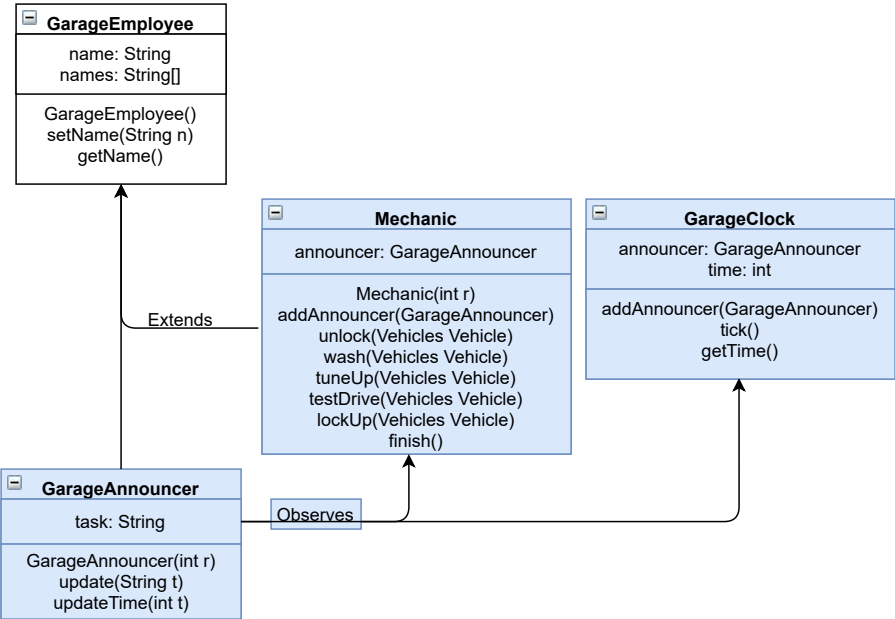 GarageEmployee
name: String
names: String[]
GarageEmployee()
setName(String n)
getName()
Mechanic
announcer: GarageAnnouncer
Mechanic(int r)
addAnnouncer(GarageAnnouncer)
unlock(Vehicles Vehicle)
wash(Vehicles Vehicle)
tuneUp(Vehicles Vehicle)
testDrive(Vehicles Vehicle)
lockUp(Vehicles Vehicle)
finish()
GarageClock
announcer: GarageAnnouncer
time: int
addAnnouncer(GarageAnnouncer)
tick()
getTime()
Extends
GarageAnnouncer
task: String
GarageAnnouncer(int r)
update(String t)
updateTime(int t)
Observes